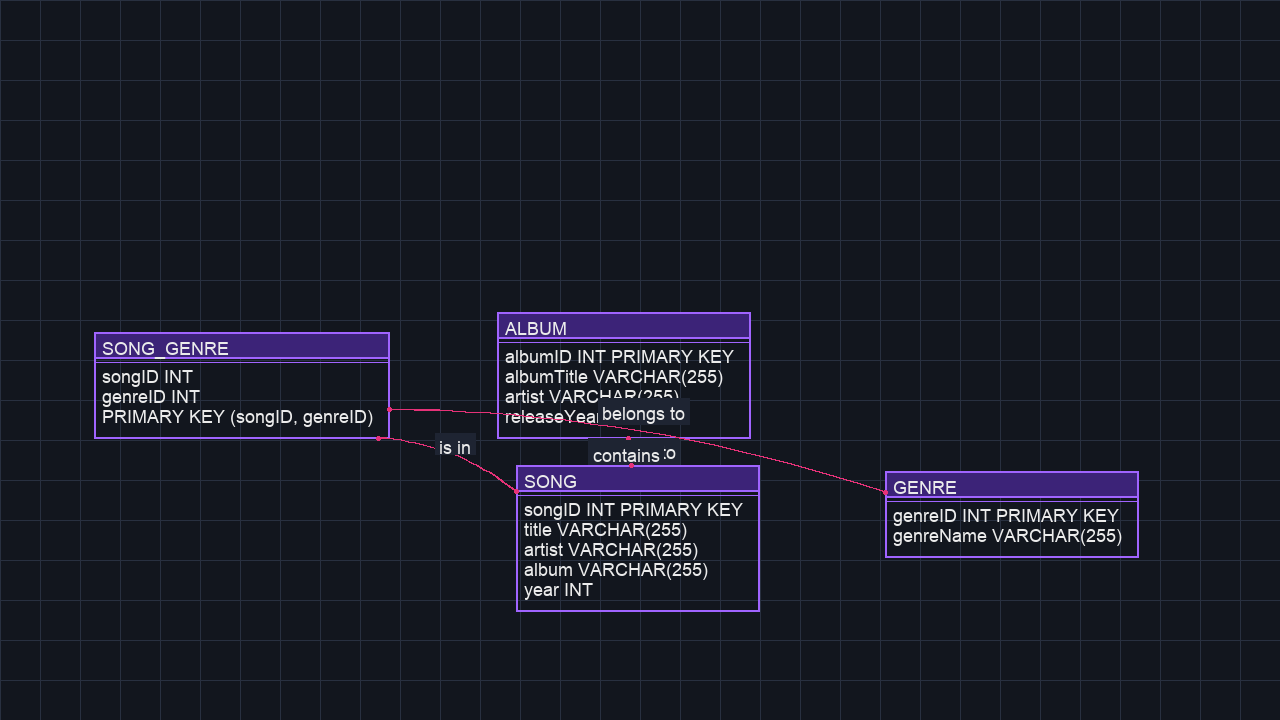 SONG_GENRE
songID INT
genreID INT
PRIMARY KEY (songID, genreID)
ALBUM
albumID INT PRIMARY KEY
albumTitle VARCHAR(255)
artist VARCHAR(255)
belongs to
is in
contains
SONG
songID INT PRIMARY KEY
title VARCHAR(255)
artist VARCHAR(255)
album VARCHAR(255)
year INT
GENRE
genreID INT PRIMARY KEY
genreName VARCHAR(255)